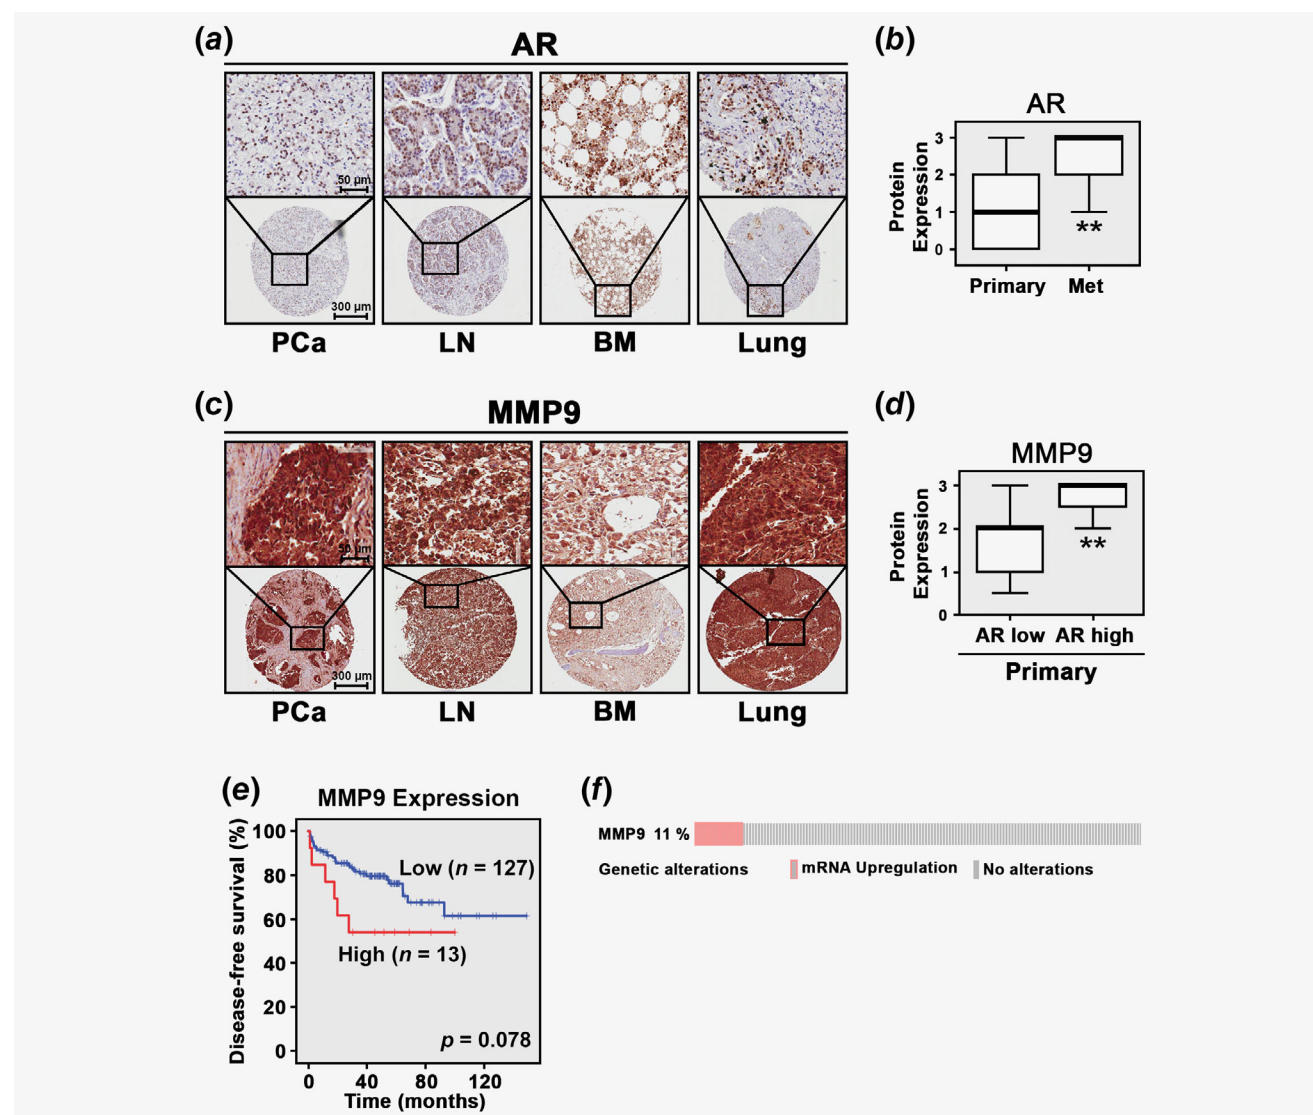 (a)
AR
50 µm
300 µm
PCa
LN
BM
Lung
(b)
AR
Protein
Expression
3
2
1
0
**
Primary
Met
(c)
MMP9
50 µm
300 µm
PCa
LN
BM
Lung
(d)
MMP9
Protein
Expression
3
2
1
0
**
AR low
AR high
Primary
(e)
MMP9 Expression
Disease-free survival (%)
100
80
60
40
20
0
Low (n = 127)
High (n = 13)
p = 0.078
0
40
80
120
Time (months)
(f)
MMP9 11 %
Genetic alterations
mRNA Upregulation
No alterations